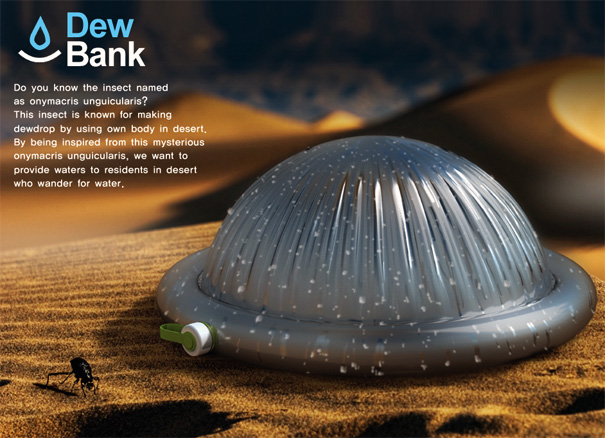 Dew
Bank
Do you know the insect named
as onymacris unguicularis?
This insect is known for making
dewdrop by using own body in desert.
By being inspired from this mysterious
onymacris unguicularis, we want to
provide waters to residents in desert
who wander for water.